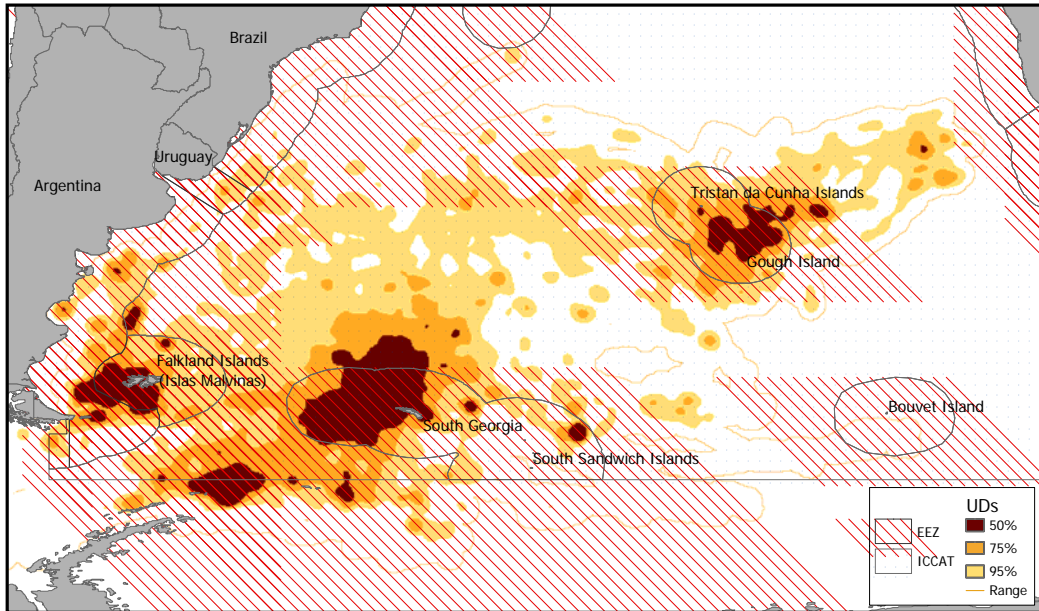 Brazil
Uruguay
Argentina
Tristan da Cunha Islands
Gough Island
Falkland Islands
(Islas Malvinas)
South Georgia
Bouvet Island
South Sandwich Islands
UDs
50%
EEZ
75%
ICCAT
95%
Range